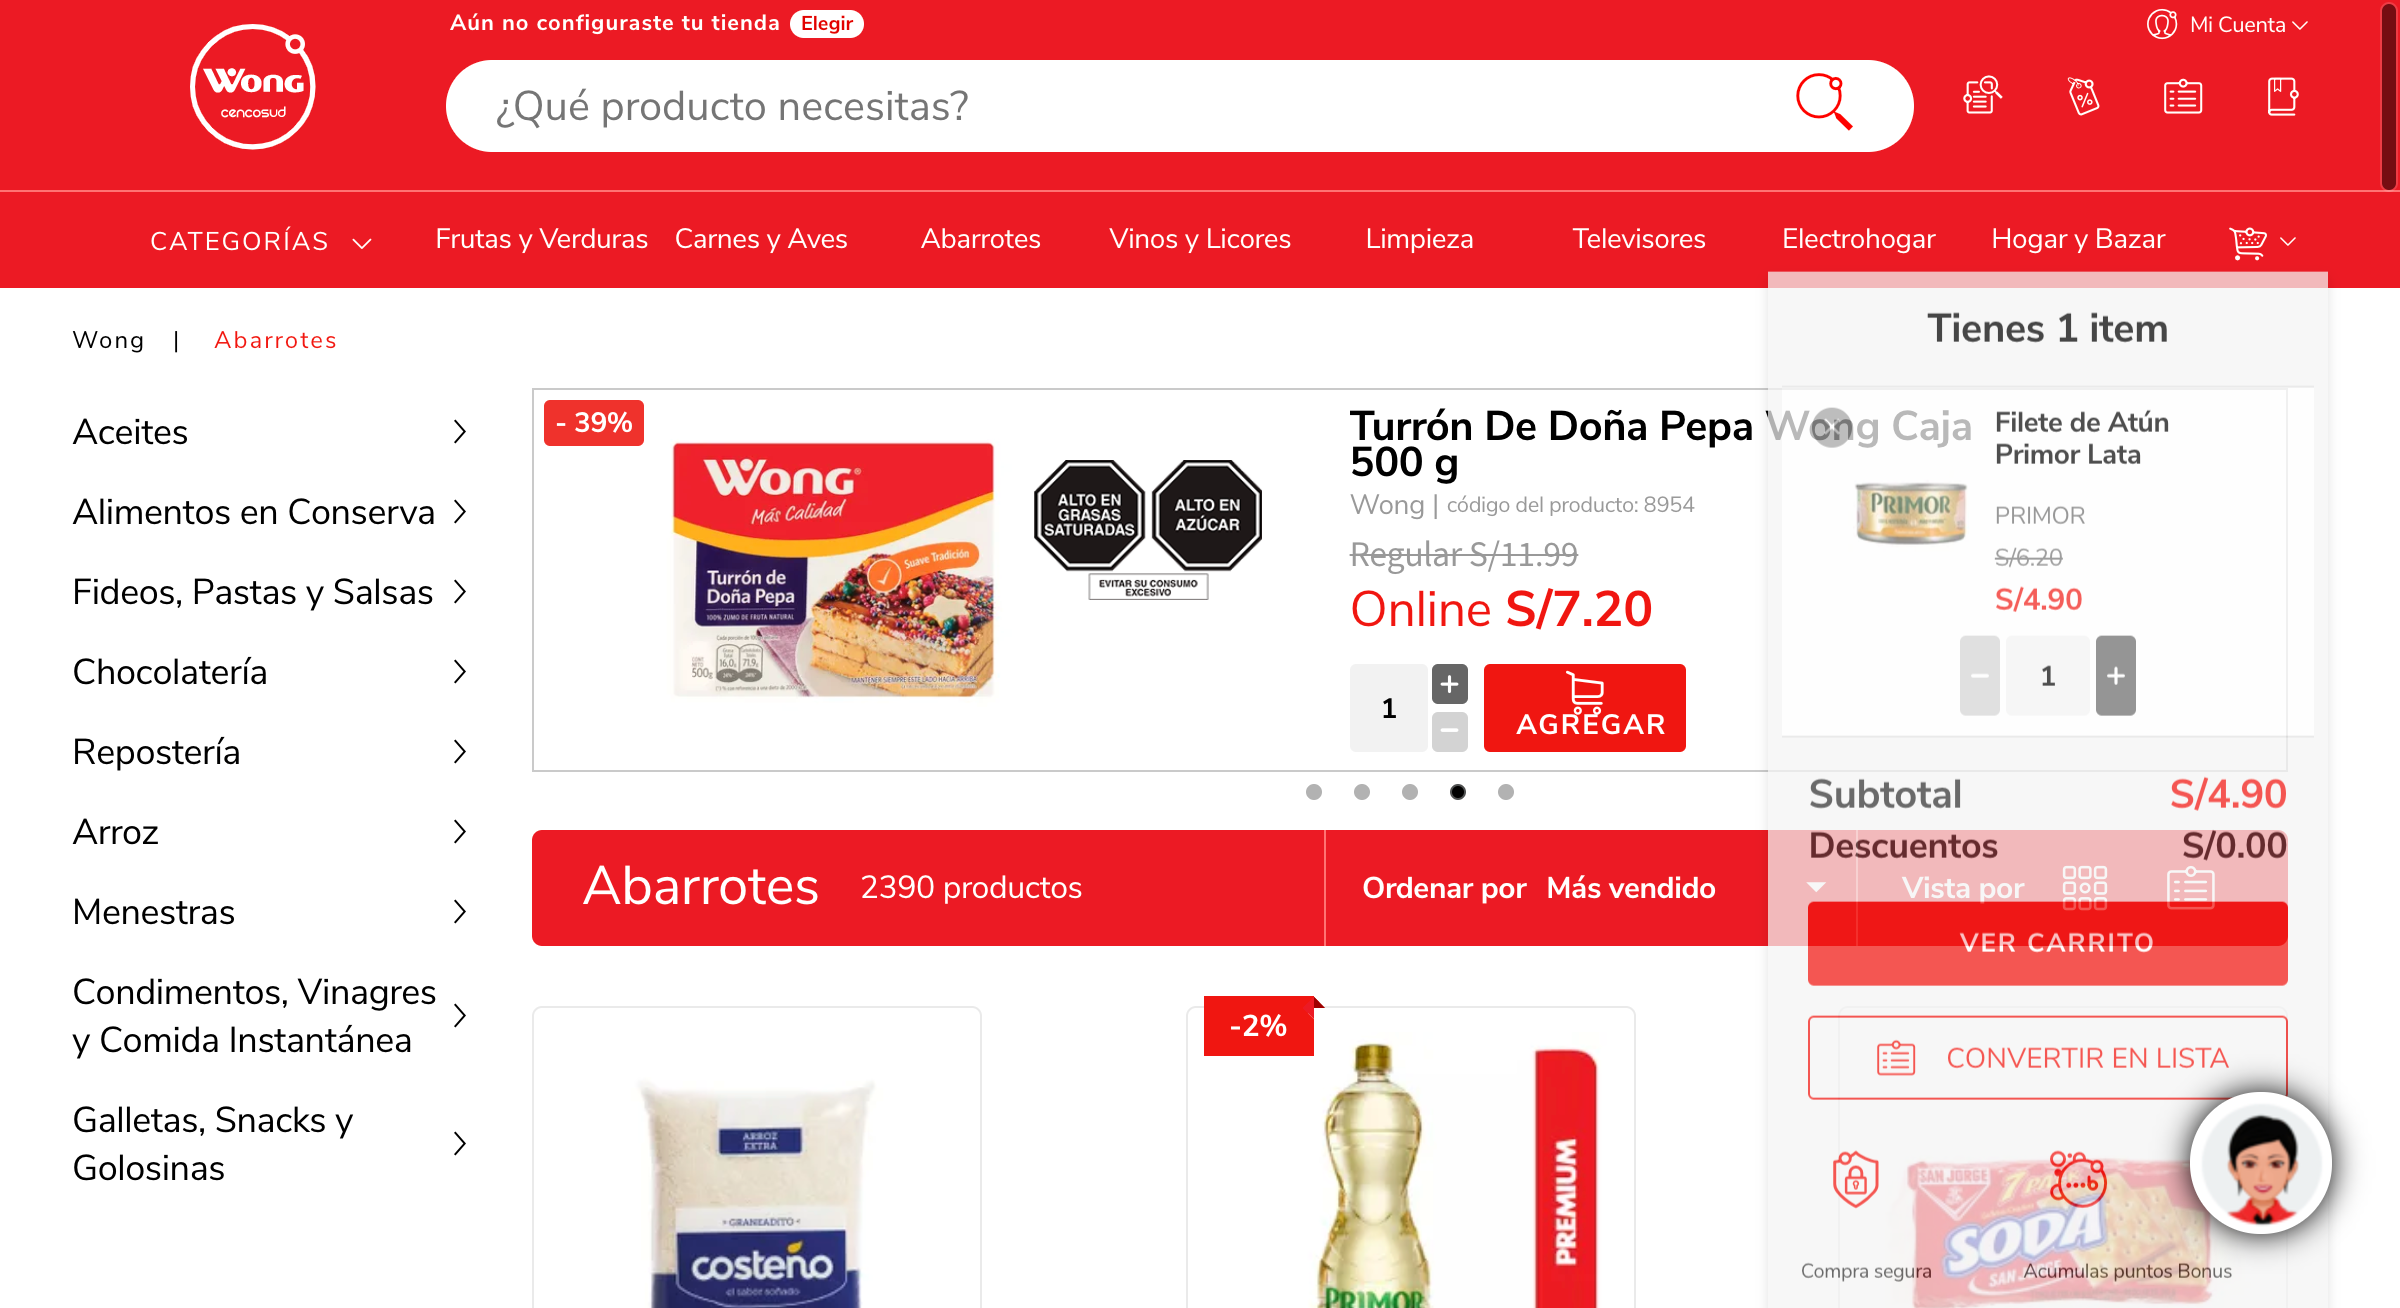 Aún no configuraste tu tienda Elegir
Mi Cuenta
Wong
cencosud
¿Qué producto necesitas?
CATEGORÍAS
Frutas y Verduras
Carnes y Aves
Abarrotes
Vinos y Licores
Limpieza
Televisores
Electrohogar
Hogar y Bazar
Wong | Abarrotes
Aceites
Alimentos en Conserva
Fideos, Pastas y Salsas
Chocolatería
Repostería
Arroz
Menestras
Condimentos, Vinagres
y Comida Instantánea
Galletas, Snacks y
Golosinas
- 39%
Wong
Más Calidad
Suave Tradición
Turrón de
Doña Pepa
100% ZUMO DE FRUTA NATURAL
500g
ALTO EN
GRASAS
SATURADAS
ALTO EN
AZÚCAR
EVITAR SU CONSUMO
EXCESIVO
Turrón De Doña Pepa Wong Caja
500 g
Wong | código del producto: 8954
Regular S/11.99
Online S/7.20
1
+
−
AGREGAR
Abarrotes 2390 productos
Ordenar por Más vendido
Vista por
ARROZ
EXTRA
GRANEADITO
costeño
el sabor soñado
-2%
PREMIUM
PRIMOR
SAN JORGE
SODA
Tienes 1 item
Filete de Atún
Primor Lata
PRIMOR
PRIMOR
S/6.20
S/4.90
− 1 +
Subtotal S/4.90
Descuentos S/0.00
VER CARRITO
CONVERTIR EN LISTA
Compra segura
Acumulas puntos Bonus